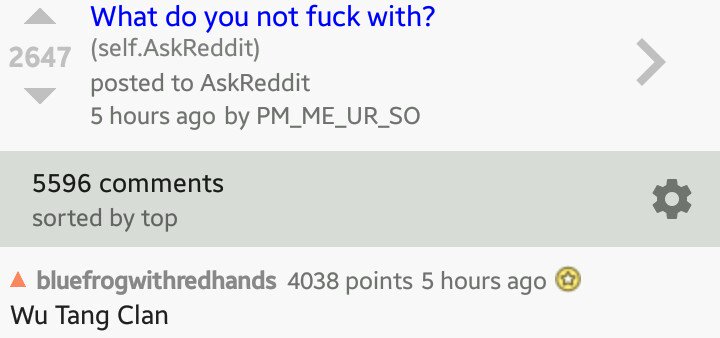 What do you not fuck with?
2647 (self.AskReddit)
posted to AskReddit
5 hours ago by PM_ME_UR_SO
5596 comments
sorted by top
bluefrogwithredhands 4038 points 5 hours ago
Wu Tang Clan